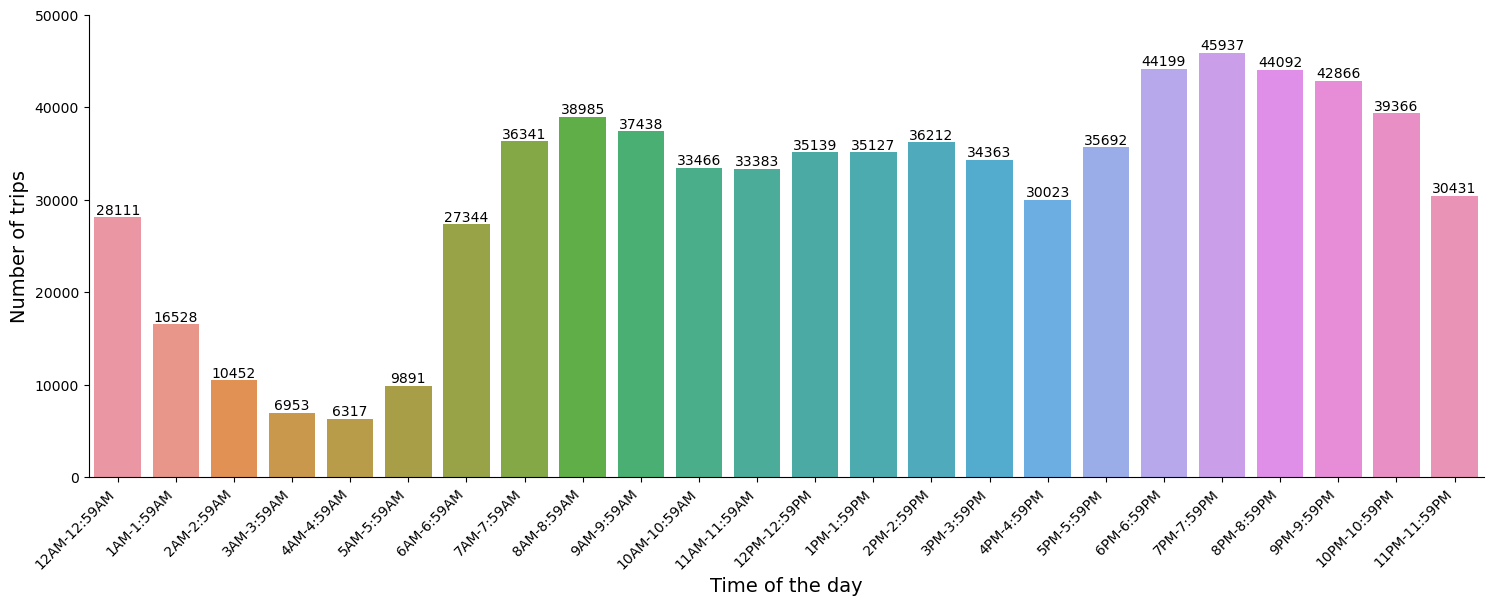 Number of trips
50000
40000
30000
20000
10000
0
28111
16528
10452
6953
6317
9891
27344
36341
38985
37438
33466
33383
35139
35127
36212
34363
30023
35692
44199
45937
44092
42866
39366
30431
12AM-12:59AM
1AM-1:59AM
2AM-2:59AM
3AM-3:59AM
4AM-4:59AM
5AM-5:59AM
6AM-6:59AM
7AM-7:59AM
8AM-8:59AM
9AM-9:59AM
10AM-10:59AM
11AM-11:59AM
12PM-12:59PM
1PM-1:59PM
2PM-2:59PM
3PM-3:59PM
4PM-4:59PM
5PM-5:59PM
6PM-6:59PM
7PM-7:59PM
8PM-8:59PM
9PM-9:59PM
10PM-10:59PM
11PM-11:59PM
Time of the day